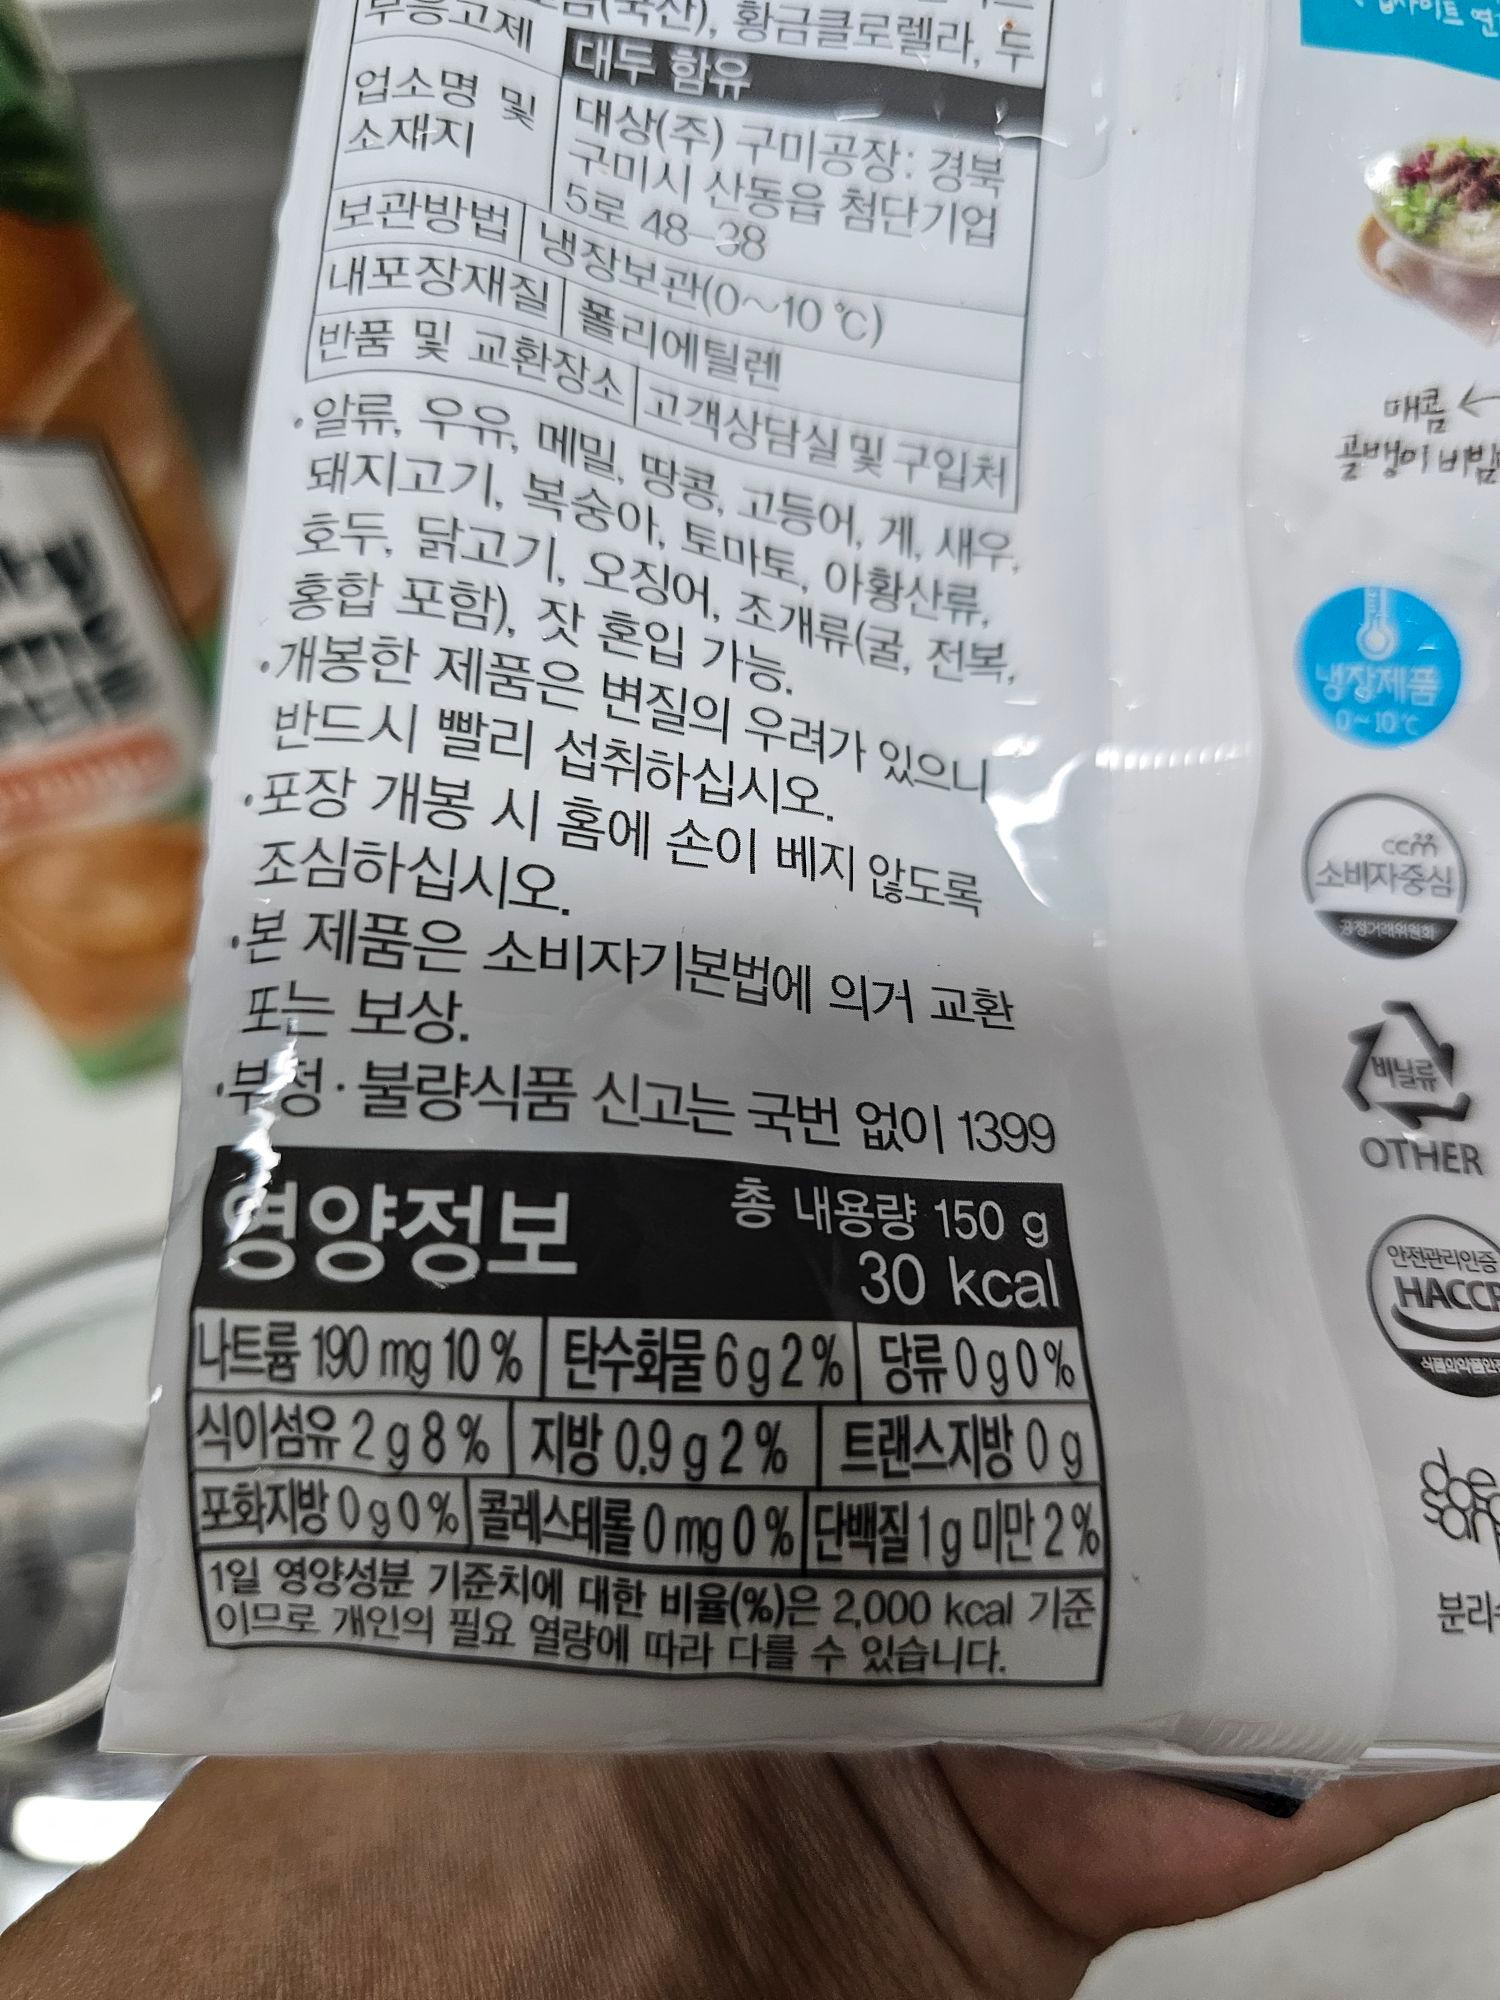 (국산), 황금클로렐라, 두
부응고제
대두 함유
업소명 및
소재지
대상(주) 구미공장: 경북
구미시 산동읍 첨단기업
5로 48-38
보관방법 냉장보관(0~10 ℃)
내포장재질 폴리에틸렌
반품 및 교환장소 고객상담실 및 구입처
•알류, 우유, 메밀, 땅콩, 고등어, 게, 새우,
돼지고기, 복숭아, 토마토, 아황산류,
호두, 닭고기, 오징어, 조개류(굴, 전복,
홍합 포함), 잣 혼입 가능.
•개봉한 제품은 변질의 우려가 있으니
반드시 빨리 섭취하십시오.
•포장 개봉 시 홈에 손이 베지 않도록
조심하십시오.
•본 제품은 소비자기본법에 의거 교환
또는 보상.
•부정·불량식품 신고는 국번 없이 1399
영양정보
총 내용량 150 g
30 kcal
나트륨 190 mg 10 % 탄수화물 6 g 2 % 당류 0 g 0 %
식이섬유 2 g 8 % 지방 0.9 g 2 % 트랜스지방 0 g
포화지방 0 g 0 % 콜레스테롤 0 mg 0 % 단백질 1 g 미만 2 %
1일 영양성분 기준치에 대한 비율(%)은 2,000 kcal 기준
이므로 개인의 필요 열량에 따라 다를 수 있습니다.
매콤
냉장제품
0~10℃
ccm
소비자중심
공정거래위원회
비닐류
OTHER
안전관리인증
HACCP